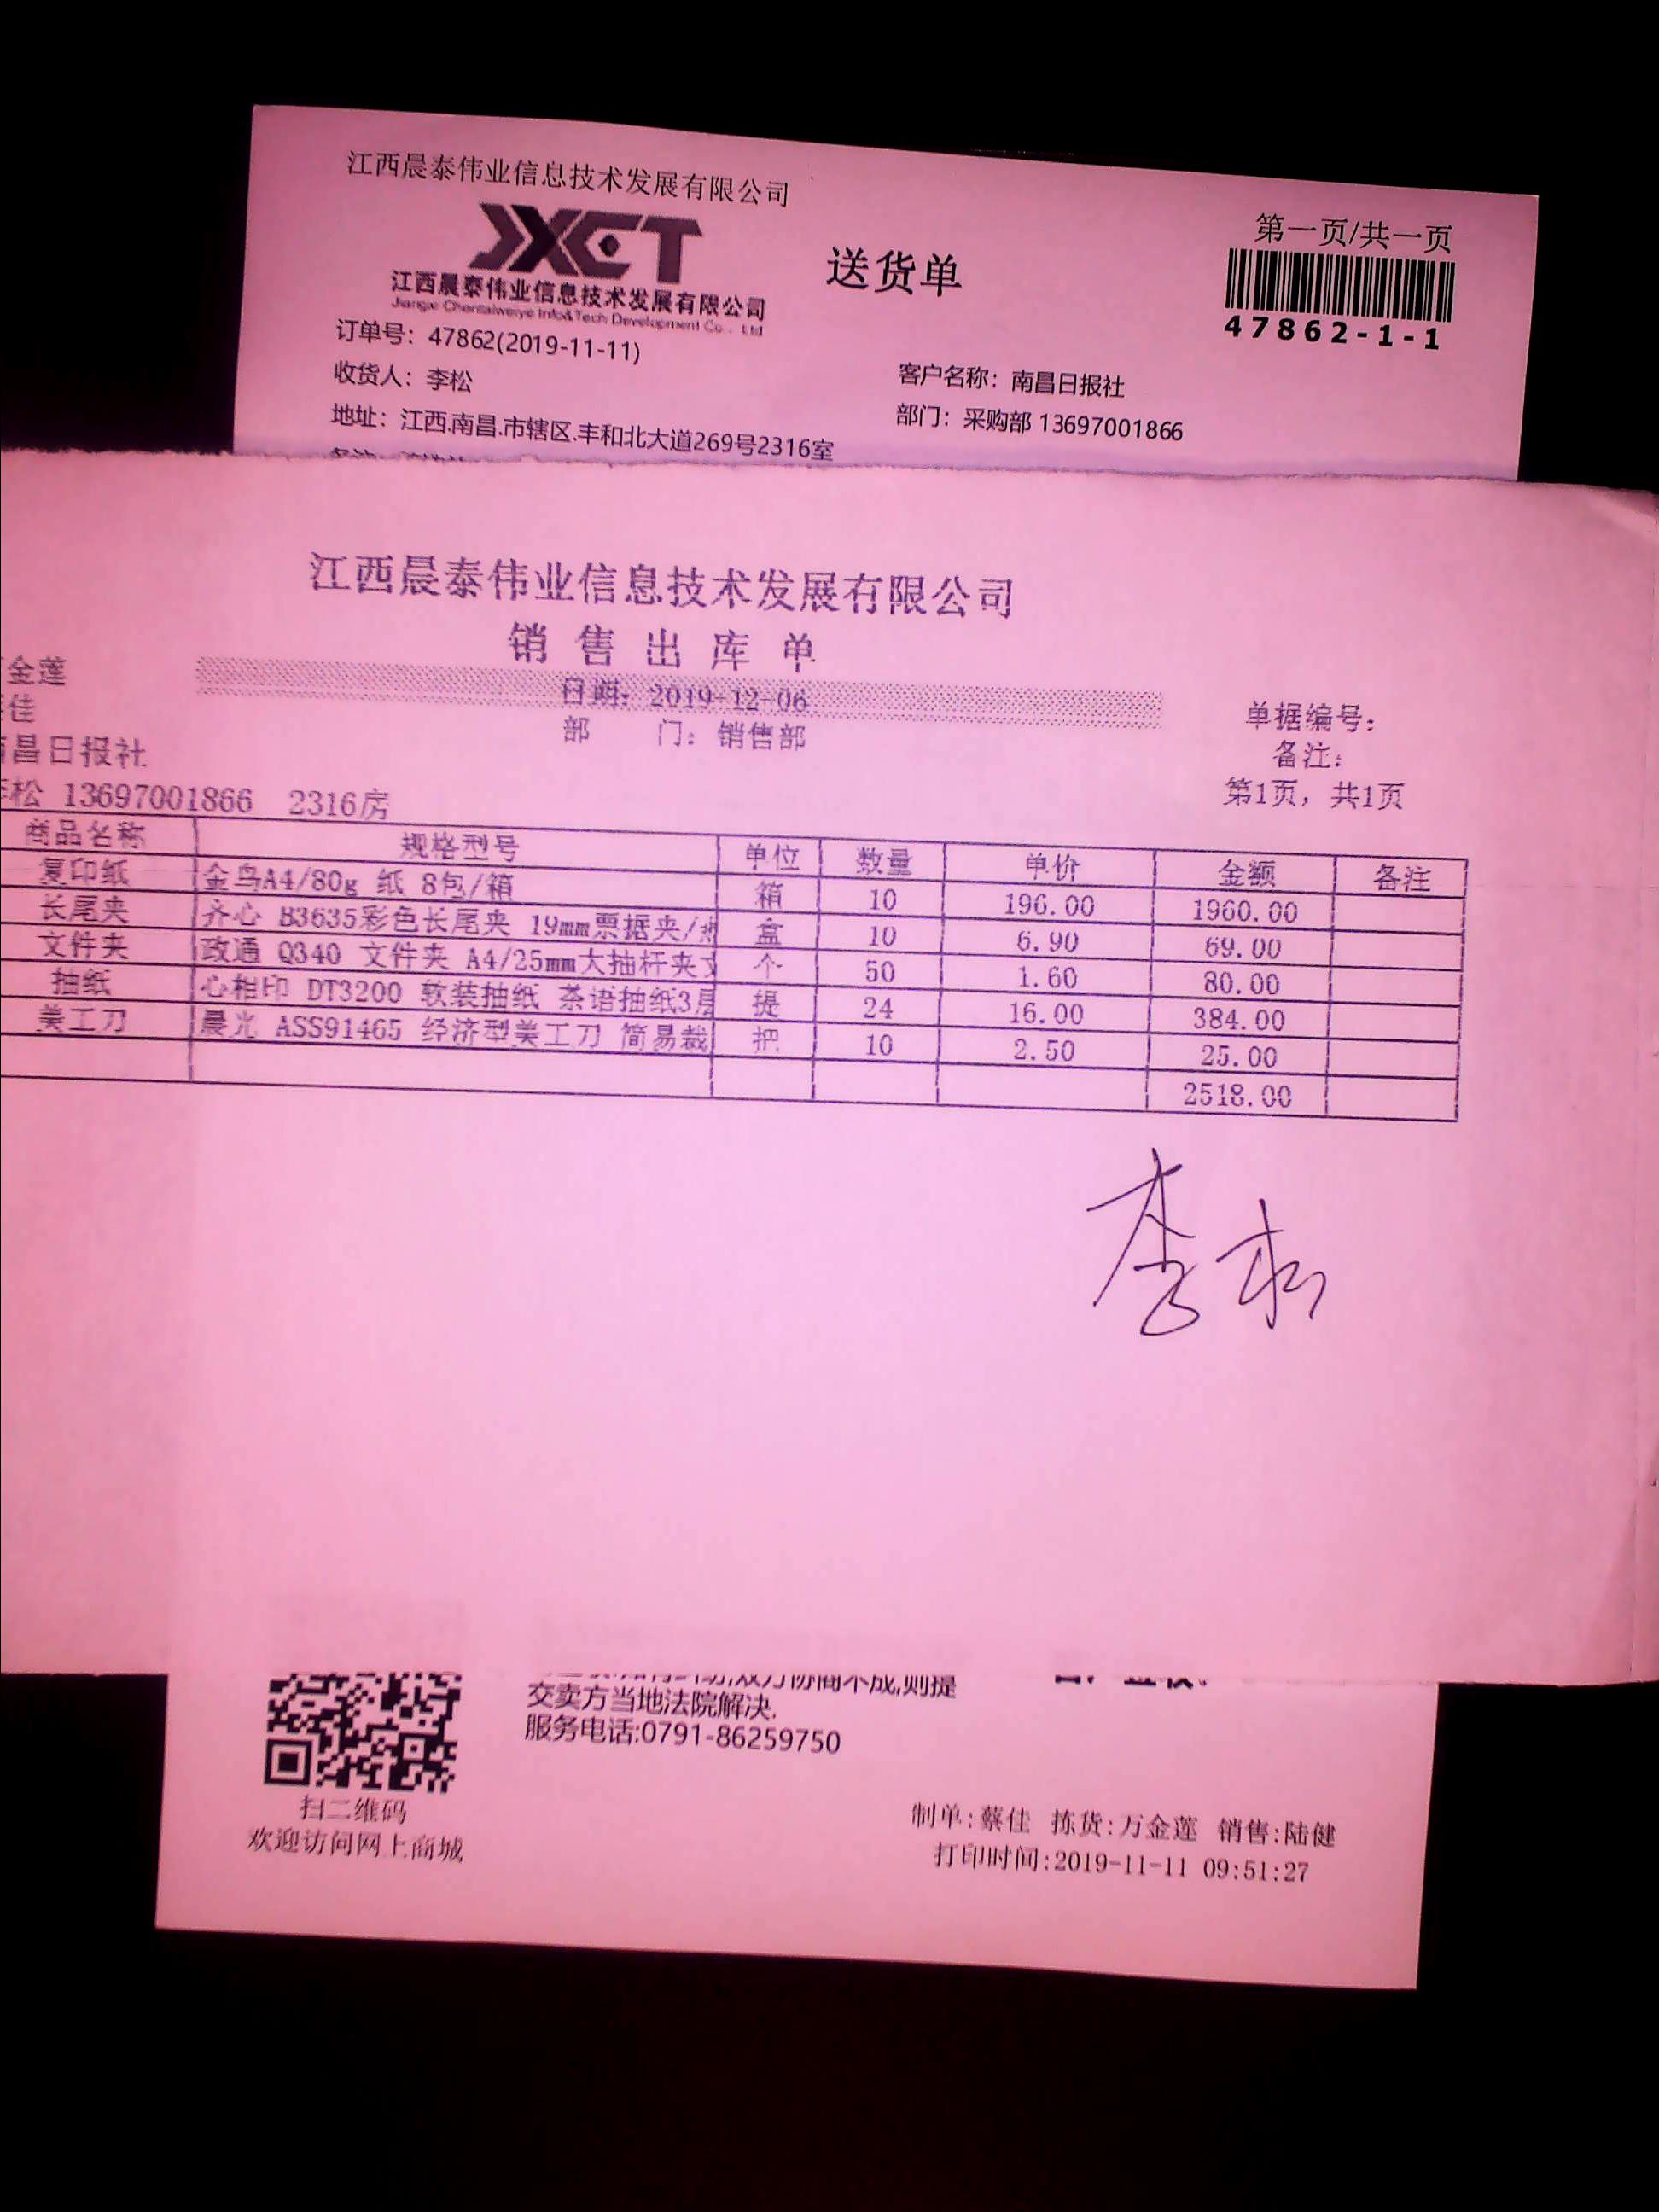 江西晨泰伟业信息技术发展有限公司
JXCT
江西晨泰伟业信息技术发展有限公司
Jiangxi Chentaiweiye Info&Tech Development Co., Ltd
送货单
第一页/共一页
47862-1-1
订单号：47862(2019-11-11)
收货人：李松
客户名称：南昌日报社
地址：江西.南昌.市辖区.丰和北大道269号2316室
部门：采购部 13697001866
江西晨泰伟业信息技术发展有限公司
销售出库单
金莲
日期：2019-12-06
佳
部 门：销售部
单据编号：
昌日报社
备注：
松 13697001866 2316房
第1页，共1页
商品名称 规格型号 单位 数量 单价 金额 备注
复印纸 金鸟A4/80g 纸 8包/箱 箱 10 196.00 1960.00
长尾夹 齐心 B3635彩色长尾夹 19mm票据夹/ 盒 10 6.90 69.00
文件夹 政通 Q340 文件夹 A4/25mm大抽杆夹 个 50 1.60 80.00
抽纸 心相印 DT3200 软装抽纸 茶语抽纸3层 提 24 16.00 384.00
美工刀 晨光 ASS91465 经济型美工刀 简易裁 把 10 2.50 25.00
2518.00
李松
双方协商不成,则提
交卖方当地法院解决.
服务电话:0791-86259750
扫二维码
欢迎访问网上商城
制单:蔡佳 拣货:万金莲 销售:陆健
打印时间:2019-11-11 09:51:27